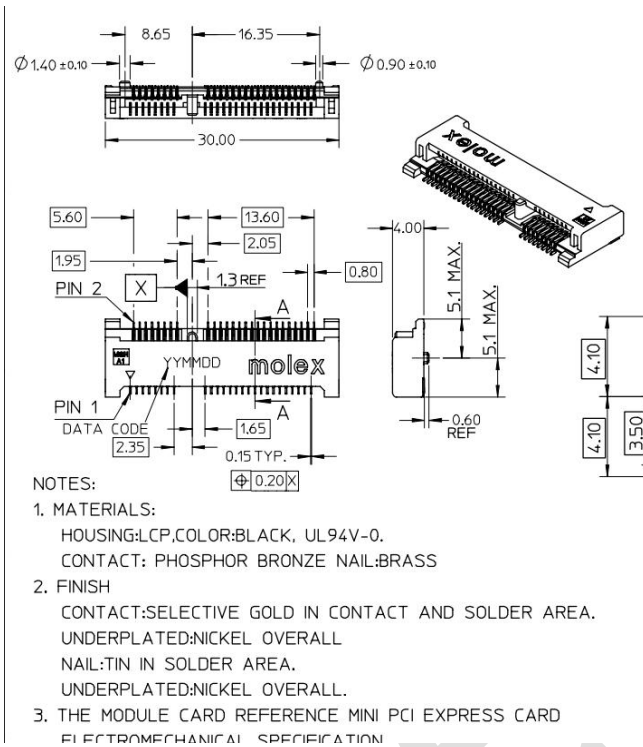 8.65
16.35
Ø1.40 ±0.10
Ø0.90 ±0.10
30.00
molex
5.60
13.60
2.05
1.95
4.00
0.80
PIN 2
X
1.3 REF
A
5.1 MAX.
5.1 MAX.
A1
YYMMDD
molex
4.10
PIN 1
A
DATA CODE
1.65
0.60
REF
2.35
4.10
3.50
0.15 TYP.
⌖ 0.20 X
NOTES:
1. MATERIALS:
HOUSING:LCP,COLOR:BLACK, UL94V-0.
CONTACT: PHOSPHOR BRONZE NAIL:BRASS
2. FINISH
CONTACT:SELECTIVE GOLD IN CONTACT AND SOLDER AREA.
UNDERPLATED:NICKEL OVERALL
NAIL:TIN IN SOLDER AREA.
UNDERPLATED:NICKEL OVERALL.
3. THE MODULE CARD REFERENCE MINI PCI EXPRESS CARD
ELECTROMECHANICAL SPECIFICATION